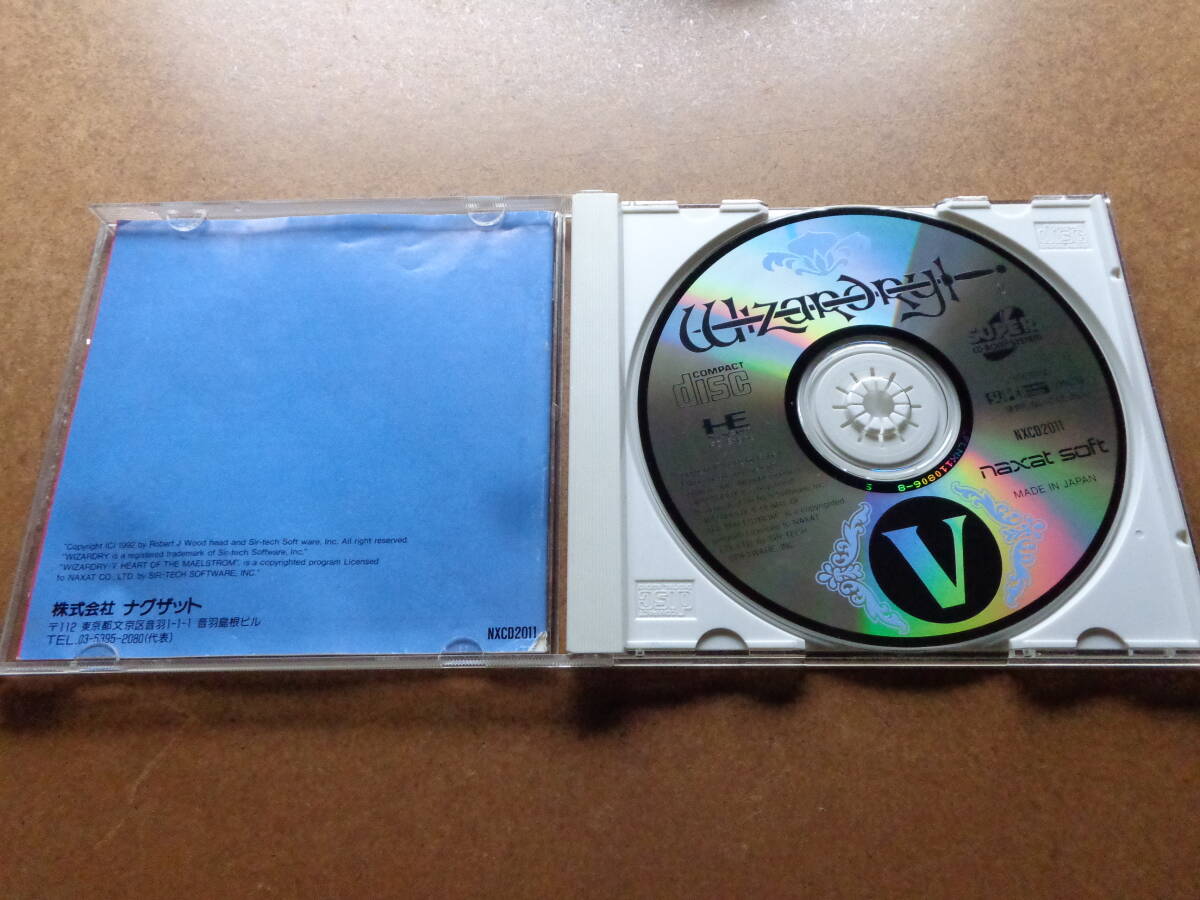 "Copyright (C) 1992 by Robert J Wood head and Sir-tech Soft ware, Inc. All right reserved.
"WIZARDRY is a registered trademark of Sir-tech Software, Inc."
"WIZARDRY-V HEART OF THE MAELSTROM", is a copyrighted program Licensed
to NAXAT CO., LTD. by SIR-TECH SOFTWARE, INC."
株式会社 ナグザット
〒112 東京都文京区音羽1-1-1 音羽島根ビル
TEL.03-5395-2080(代表)
NXCD2011
Wizardry
COMPACT
disc
HE
SUPER
CD-ROM² SYSTEM
NXCD2011
naxat soft
MADE IN JAPAN
V